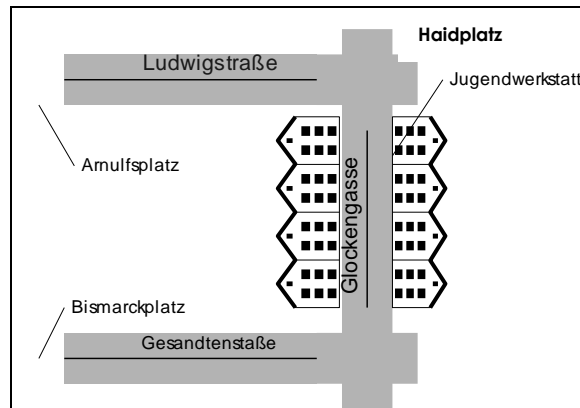 Haidplatz
Ludwigstraße
Jugendwerkstatt
Arnulfsplatz
Glockengasse
Bismarckplatz
Gesandtenstaße